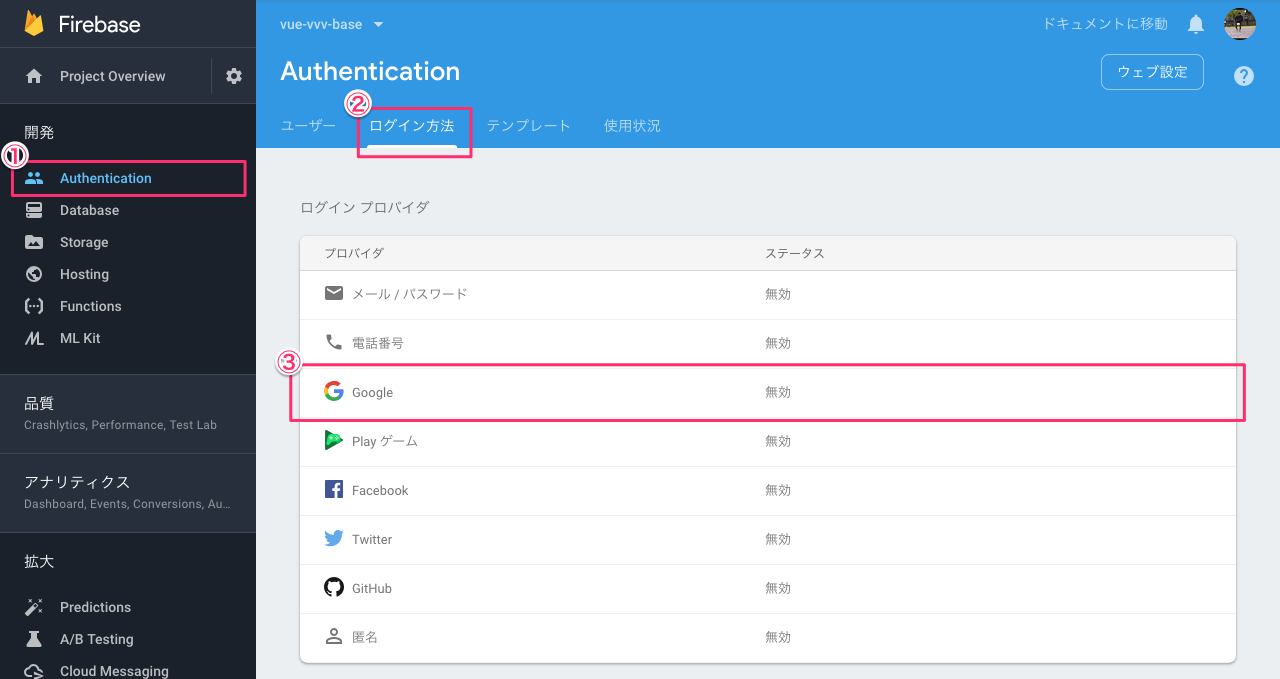 Firebase
vue-vvv-base
ドキュメントに移動
Project Overview
Authentication
ウェブ設定
?
②
ユーザー
ログイン方法
テンプレート
使用状況
開発
①
Authentication
Database
Storage
Hosting
Functions
ML Kit
品質
Crashlytics, Performance, Test Lab
アナリティクス
Dashboard, Events, Conversions, Au...
拡大
Predictions
A/B Testing
Cloud Messaging
ログイン プロバイダ
プロバイダ ステータス
メール / パスワード 無効
電話番号 無効
③
Google 無効
Play ゲーム 無効
Facebook 無効
Twitter 無効
GitHub 無効
匿名 無効